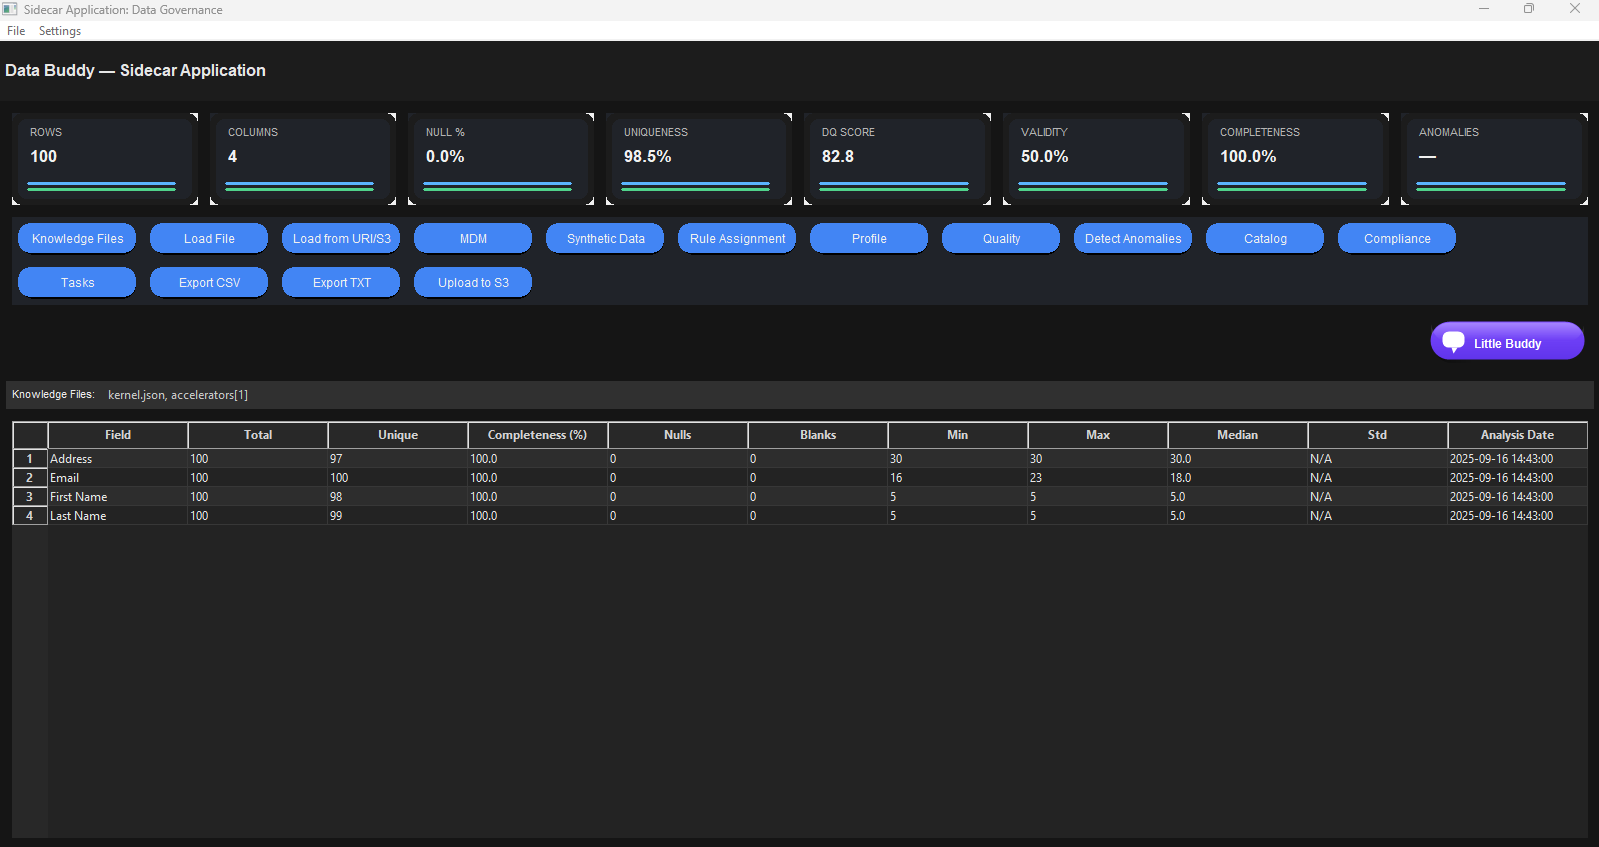 Sidecar Application: Data Governance
File Settings
Data Buddy — Sidecar Application
ROWS COLUMNS NULL % UNIQUENESS DQ SCORE VALIDITY COMPLETENESS ANOMALIES
100 4 0.0% 98.5% 82.8 50.0% 100.0% —
Knowledge Files Load File Load from URI/S3 MDM Synthetic Data Rule Assignment Profile Quality Detect Anomalies Catalog Compliance
Tasks Export CSV Export TXT Upload to S3
Little Buddy
Knowledge Files: kernel.json, accelerators[1]
Field Total Unique Completeness (%) Nulls Blanks Min Max Median Std Analysis Date
1 Address 100 97 100.0 0 0 30 30 30.0 N/A 2025-09-16 14:43:00
2 Email 100 100 100.0 0 0 16 23 18.0 N/A 2025-09-16 14:43:00
3 First Name 100 98 100.0 0 0 5 5 5.0 N/A 2025-09-16 14:43:00
4 Last Name 100 99 100.0 0 0 5 5 5.0 N/A 2025-09-16 14:43:00